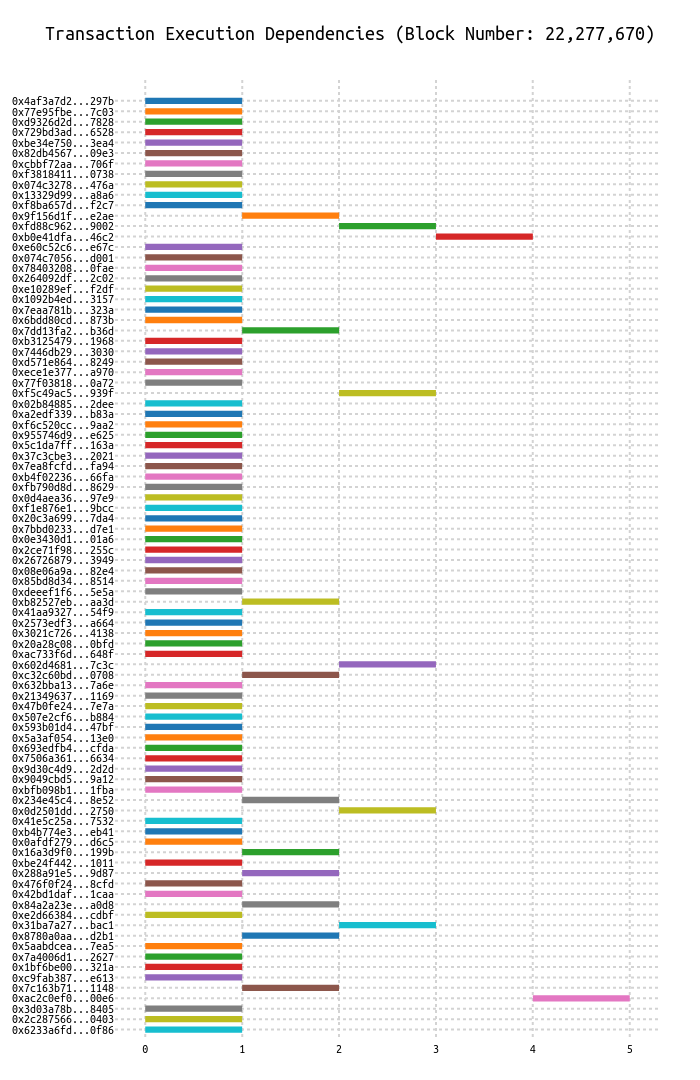 Transaction Execution Dependencies (Block Number: 22,277,670)
0x4af3a7d2...297b
0x77e95fbe...7c03
0xd9326d2d...7828
0x729bd3ad...6528
0xbe34e750...3ea4
0x82db4567...09e3
0xcbbf72aa...706f
0xf3818411...0738
0x074c3278...476a
0x13329d99...a8a6
0xf8ba657d...f2c7
0x9f156d1f...e2ae
0xfd88c962...9002
0xb0e41dfa...46c2
0xe60c52c6...e67c
0x074c7056...d001
0x78403208...0fae
0x264092df...2c02
0xe10289ef...f2df
0x1092b4ed...3157
0x7eaa781b...323a
0x6bdd80cd...873b
0x7dd13fa2...b36d
0xb3125479...1968
0x7446db29...3030
0xd571e864...8249
0xece1e377...a970
0x77f03818...0a72
0xf5c49ac5...939f
0x02b84885...2dee
0xa2edf339...b83a
0xf6c520cc...9aa2
0x955746d9...e625
0x5c1da7ff...163a
0x37c3cbe3...2021
0x7ea8fcfd...fa94
0xb4f02236...66fa
0xfb790d8d...8629
0x0d4aea36...97e9
0xf1e876e1...9bcc
0x20c3a699...7da4
0x7bbd0233...d7e1
0x0e3430d1...01a6
0x2ce71f98...255c
0x26726879...3949
0x08e06a9a...82e4
0x85bd8d34...8514
0xdeeef1f6...5e5a
0xb82527eb...aa3d
0x41aa9327...54f9
0x2573edf3...a664
0x3021c726...4138
0x20a28c08...0bfd
0xac733f6d...648f
0x602d4681...7c3c
0xc32c60bd...0708
0x632bba13...7a6e
0x21349637...1169
0x47b0fe24...7e7a
0x507e2cf6...b884
0x593b01d4...47bf
0x5a3af054...13e0
0x693edfb4...cfda
0x7506a361...6634
0x9d30c4d9...2d2d
0x9049cbd5...9a12
0xbfb098b1...1fba
0x234e45c4...8e52
0x0d2501dd...2750
0x41e5c25a...7532
0xb4b774e3...eb41
0x0afdf279...d6c5
0x16a3d9f0...199b
0xbe24f442...1011
0x288a91e5...9d87
0x476f0f24...8cfd
0x42bd1daf...1caa
0x84a2a23e...a0d8
0xe2d66384...cdbf
0x31ba7a27...bac1
0x8780a0aa...d2b1
0x5aabdcea...7ea5
0x7a4006d1...2627
0x1bf6be00...321a
0xc9fab387...e613
0x7c163b71...1148
0xac2c0ef0...00e6
0x3d03a78b...8405
0x2c287566...0403
0x6233a6fd...0f86
0 1 2 3 4 5